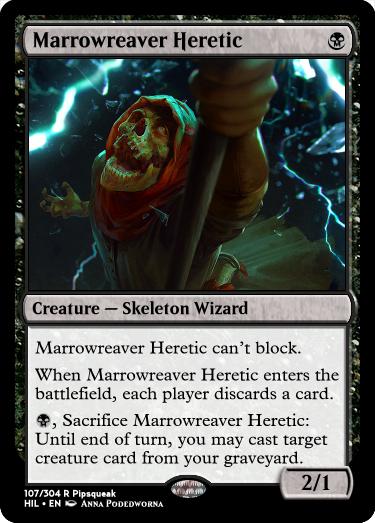 Marrowreaver Heretic
Creature — Skeleton Wizard
Marrowreaver Heretic can't block.
When Marrowreaver Heretic enters the
battlefield, each player discards a card.
, Sacrifice Marrowreaver Heretic:
Until end of turn, you may cast target
creature card from your graveyard.
2/1
107/304 R Pipsqueak
HIL • EN Anna Podedworna